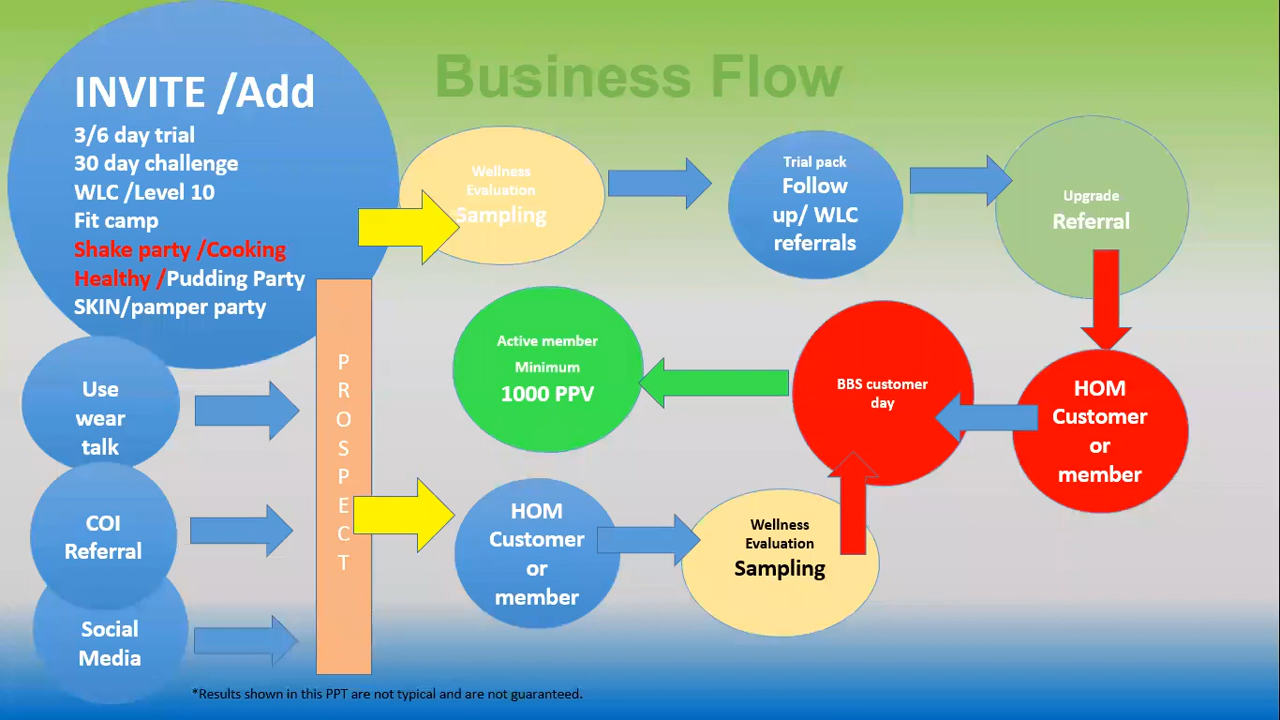 Business Flow
INVITE /Add
3/6 day trial
30 day challenge
WLC /Level 10
Fit camp
Shake party /Cooking
Healthy /Pudding Party
SKIN/pamper party
Use
wear
talk
COI
Referral
Social
Media
P
R
O
S
P
E
C
T
Wellness
Evaluation
Sampling
Trial pack
Follow
up/ WLC
referrals
Upgrade
Referral
HOM
Customer
or
member
BBS customer
day
Active member
Minimum
1000 PPV
HOM
Customer
or
member
Wellness
Evaluation
Sampling
*Results shown in this PPT are not typical and are not guaranteed.